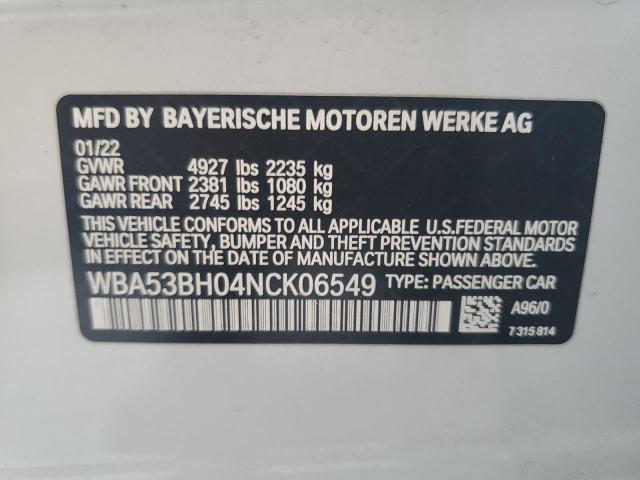 MFD BY BAYERISCHE MOTOREN WERKE AG
01/22
GVWR 4927 lbs 2235 kg
GAWR FRONT 2381 lbs 1080 kg
GAWR REAR 2745 lbs 1245 kg
THIS VEHICLE CONFORMS TO ALL APPLICABLE U.S.FEDERAL MOTOR
VEHICLE SAFETY, BUMPER AND THEFT PREVENTION STANDARDS
IN EFFECT ON THE DATE OF MANUFACTURE SHOWN ABOVE.
WBA53BH04NCK06549 TYPE: PASSENGER CAR
A96/0
7 315 814